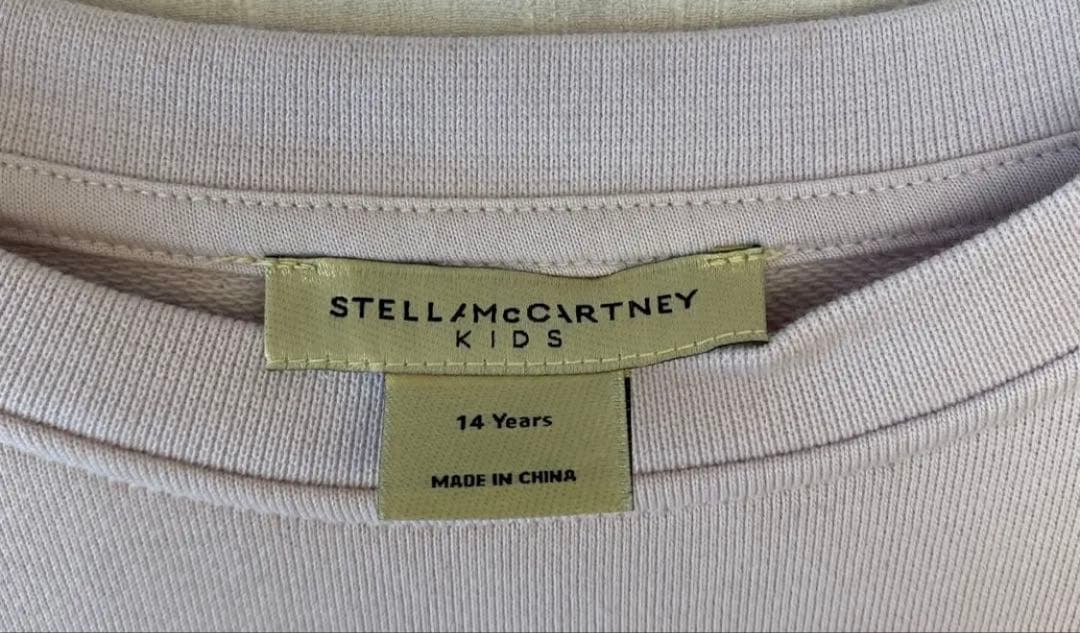 STELLAMcCARTNEY
KIDS
14 Years
MADE IN CHINA